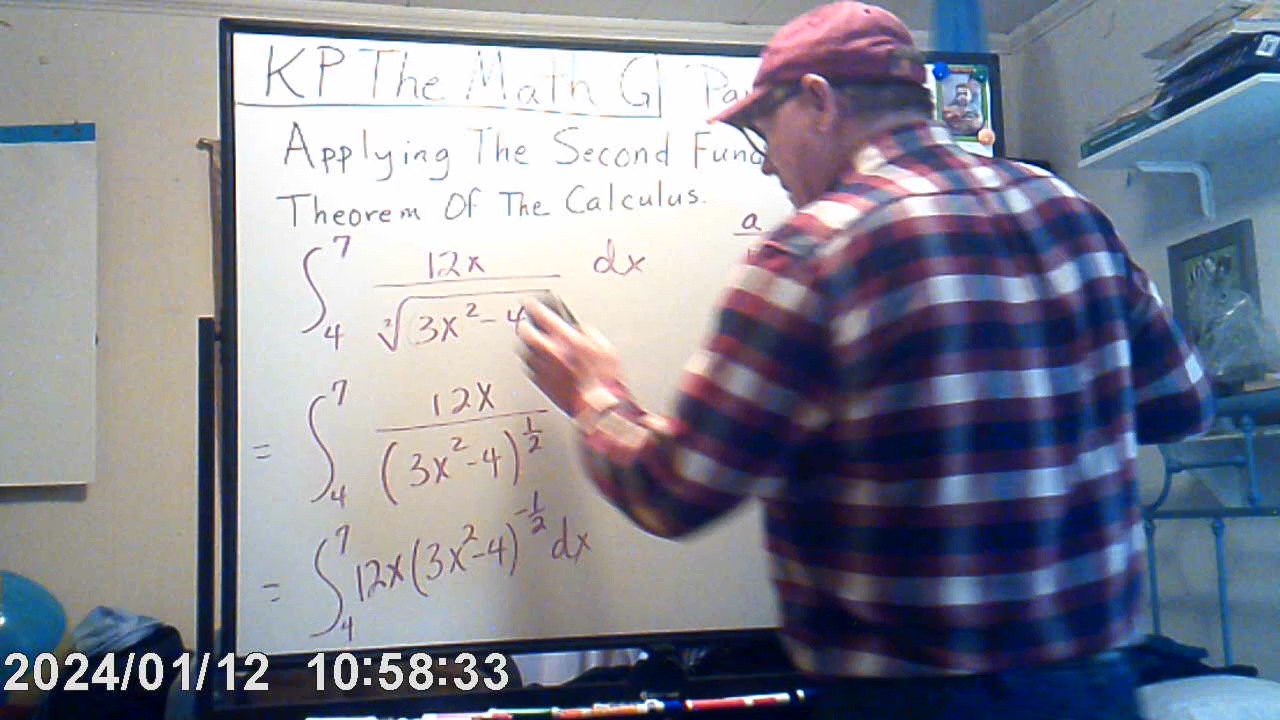 KP The Math G
Applying The Second
Theorem Of The Calculus.
∫₄⁷ 12x / ²√(3x² - 4 dx
a
= ∫₄⁷ 12x / (3x² - 4)^(1/2)
= ∫₄⁷ 12x(3x² - 4)^(-1/2) dx
2024/01/12 10:58:33